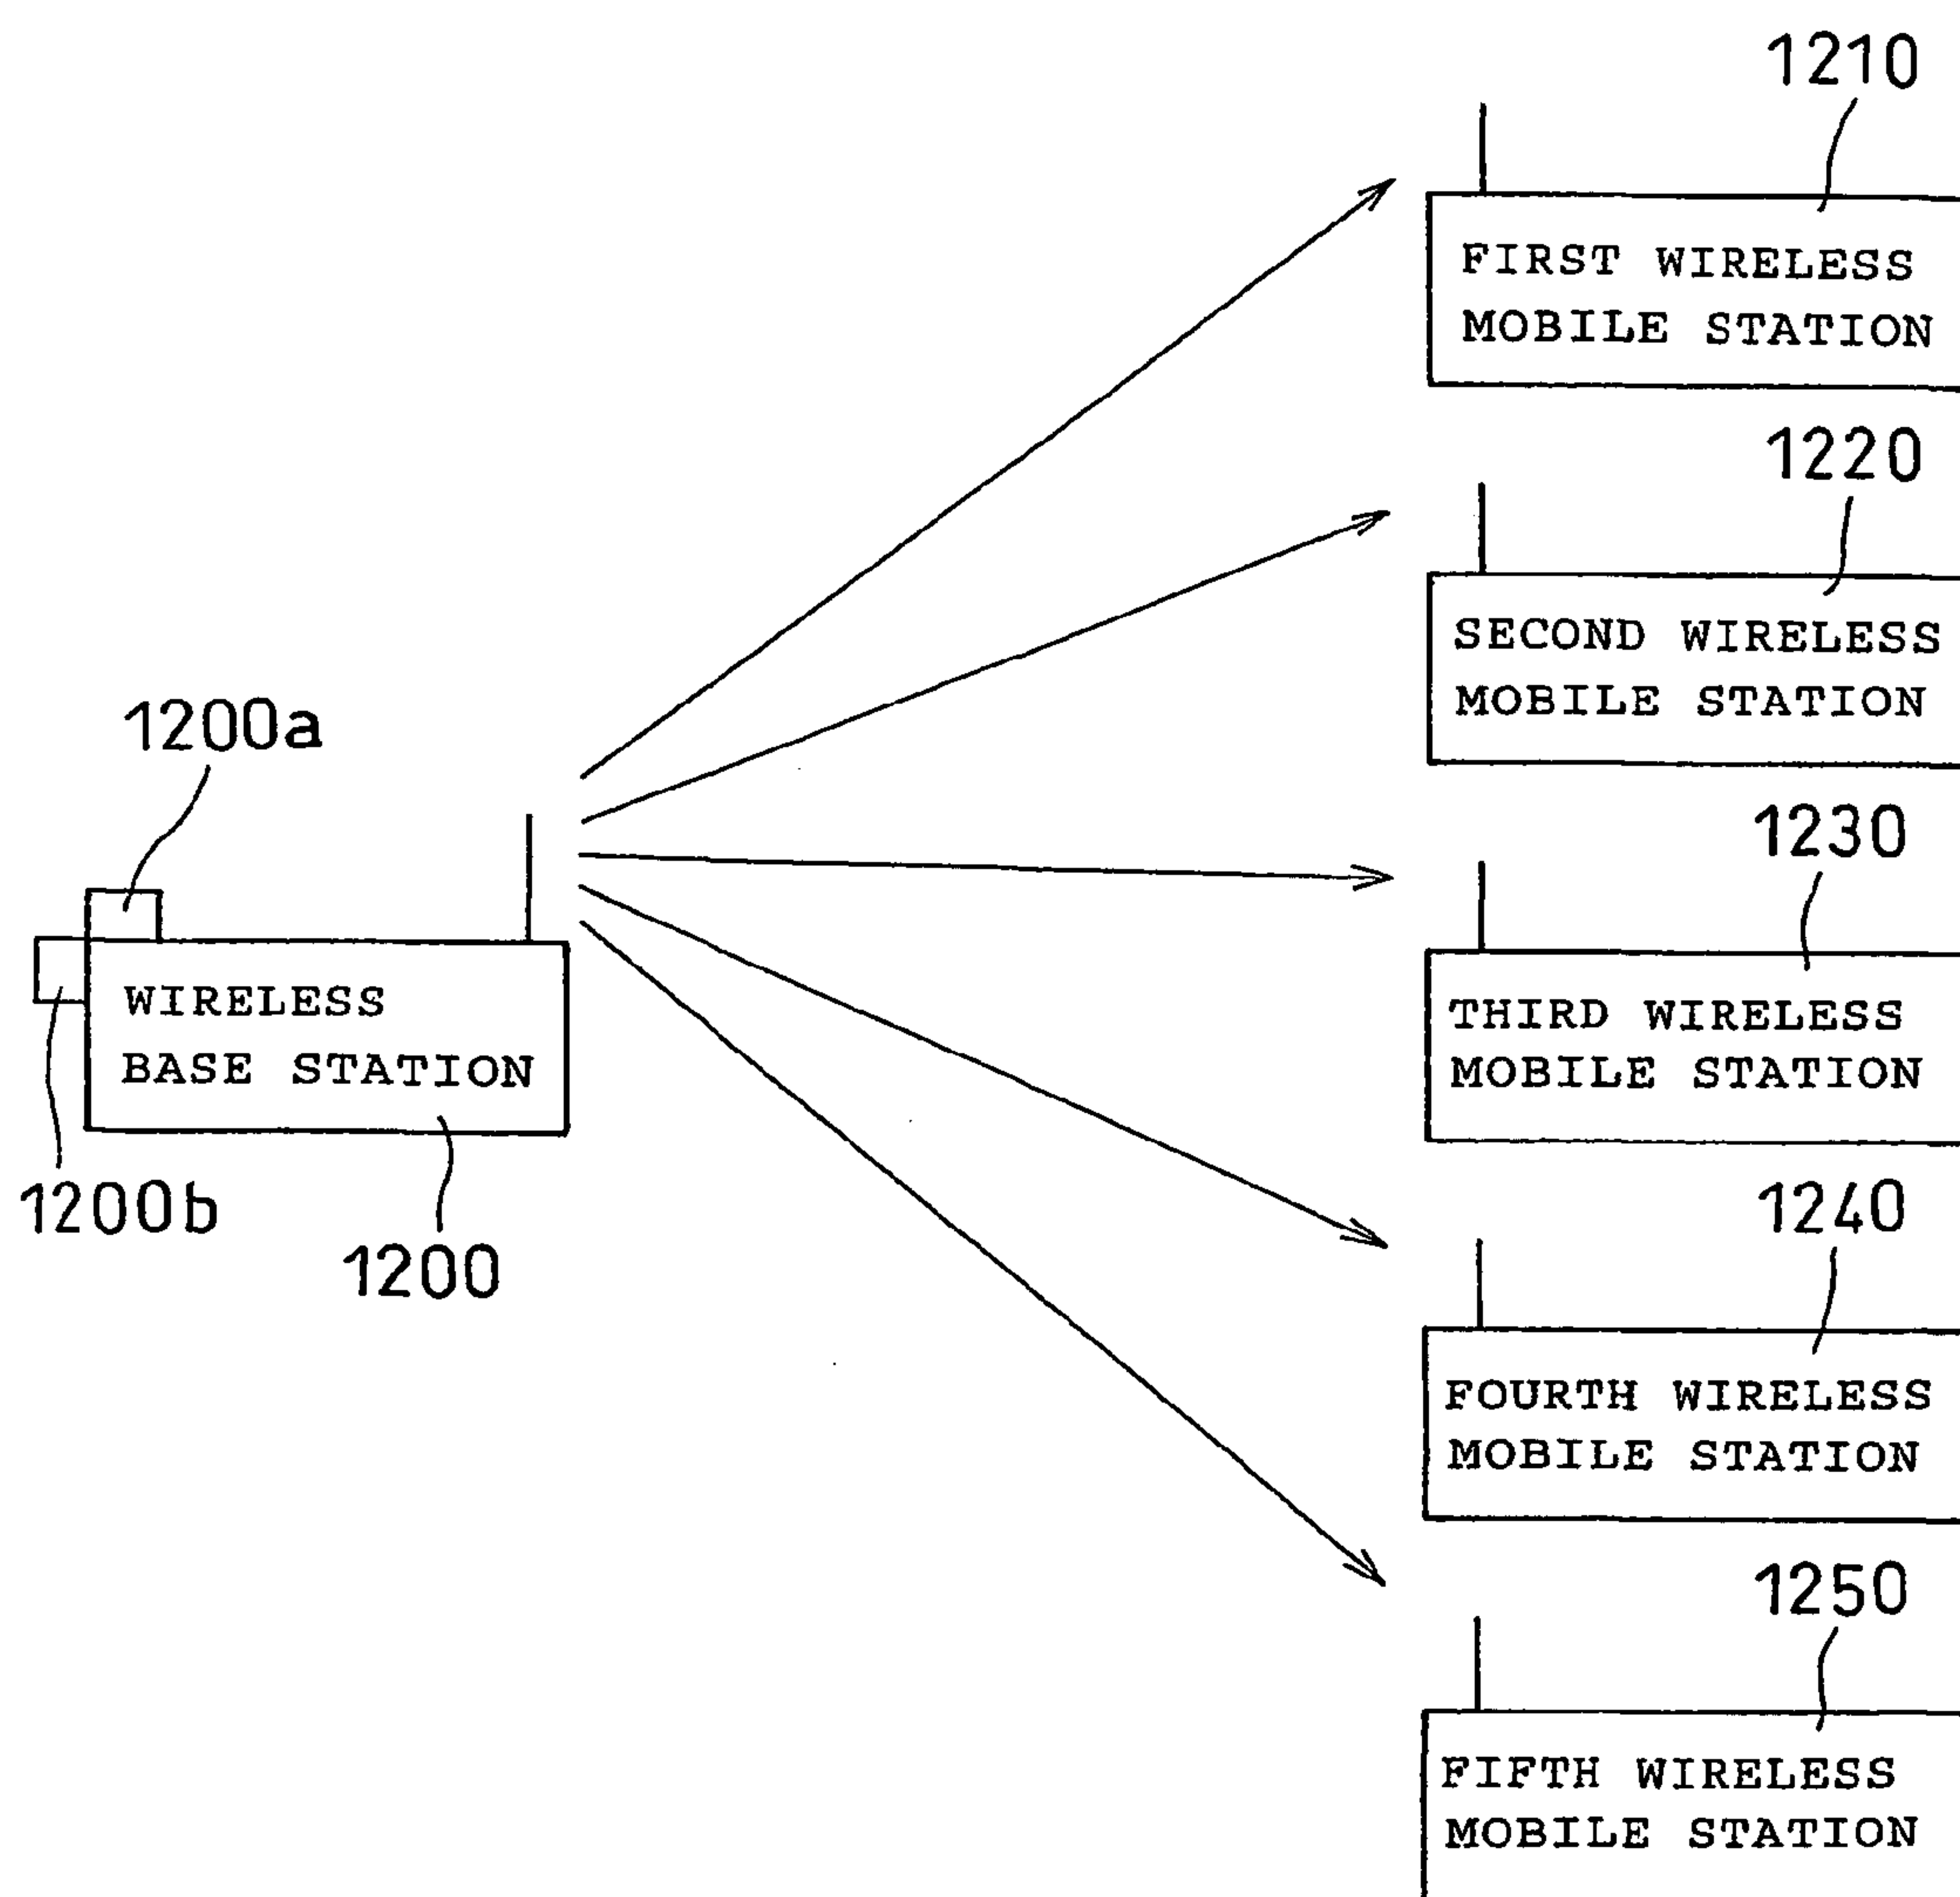 1210
FIRST WIRELESS
MOBILE STATION
1220
SECOND WIRELESS
MOBILE STATION
1200a
1230
WIRELESS
BASE STATION
THIRD WIRELESS
MOBILE STATION
1200b
1200
1240
FOURTH WIRELESS
MOBILE STATION
1250
FIFTH WIRELESS
MOBILE STATION